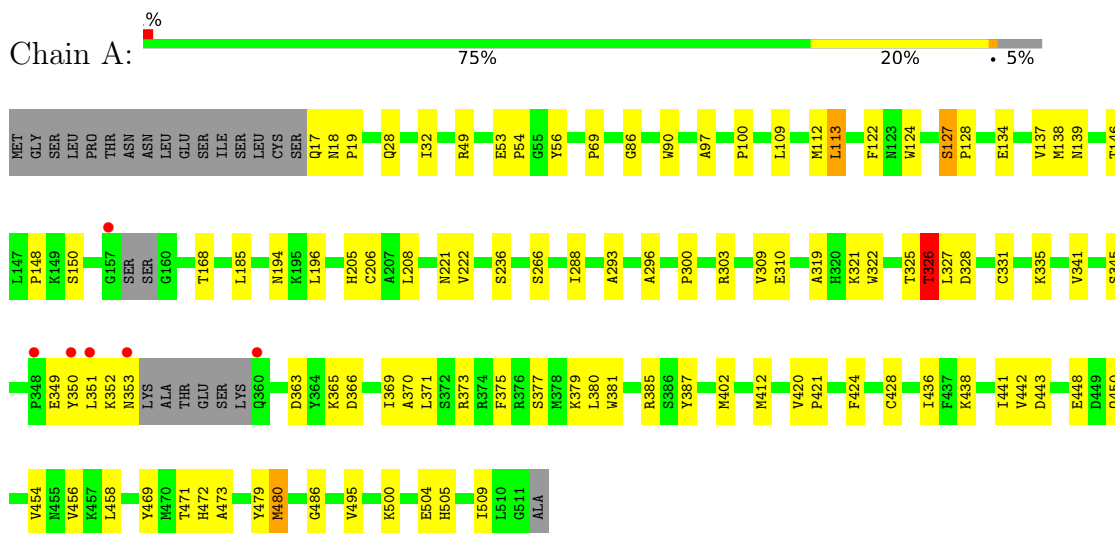 .%
Chain A:
75% 20% • 5%
MET GLY SER LEU PRO THR ASN ASN LEU GLU SER ILE SER LEU CYS SER Q17 N18 P19 Q28 I32 R49 E53 P54 G55 Y56 P69 G86 W90 A97 P100 L109 M112 L113 F122 N123 W124 S127 P128 E134 V137 M138 N139 T146
L147 P148 K149 S150 G157 SER SER G160 T168 L185 N194 K195 L196 H205 C206 A207 L208 N221 V222 S236 S266 I288 A293 A296 P300 R303 V309 E310 A319 H320 K321 W322 T325 T326 L327 D328 C331 K335 V341 S345
P348 E349 Y350 L351 K352 N353 LYS ALA THR GLU SER LYS Q360 D363 Y364 K365 D366 I369 A370 L371 S372 R373 R374 F375 R376 S377 M378 K379 L380 W381 R385 S386 Y387 M402 M412 V420 P421 F424 C428 I436 F437 K438 I441 V442 D443 E448 D449
V454 N455 V456 K457 L458 Y469 M470 T471 H472 A473 Y479 M480 G486 V495 K500 E504 H505 I509 L510 G511 ALA